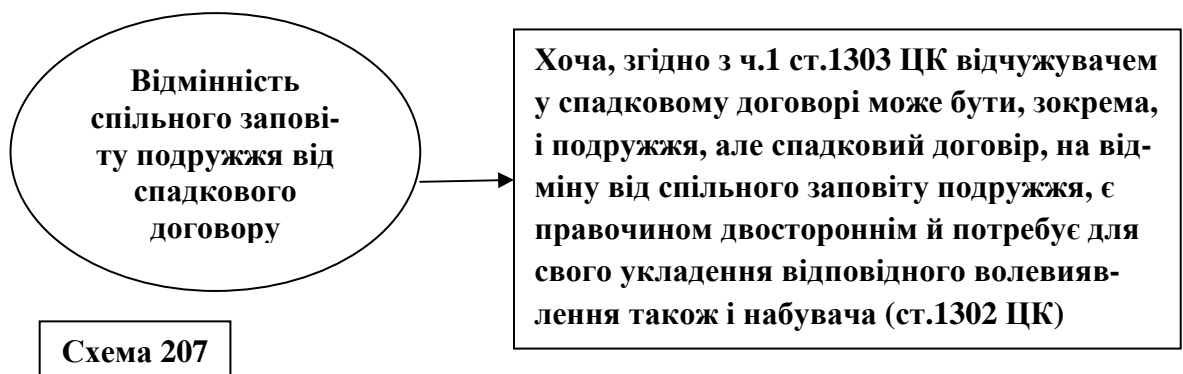 Відмінність
спільного запові-
ту подружжя від
спадкового
договору
Хоча, згідно з ч.1 ст.1303 ЦК відчужувачем
у спадковому договорі може бути, зокрема,
і подружжя, але спадковий договір, на від-
міну від спільного заповіту подружжя, є
правочином двостороннім й потребує для
свого укладення відповідного волевияв-
лення також і набувача (ст.1302 ЦК)
Схема 207